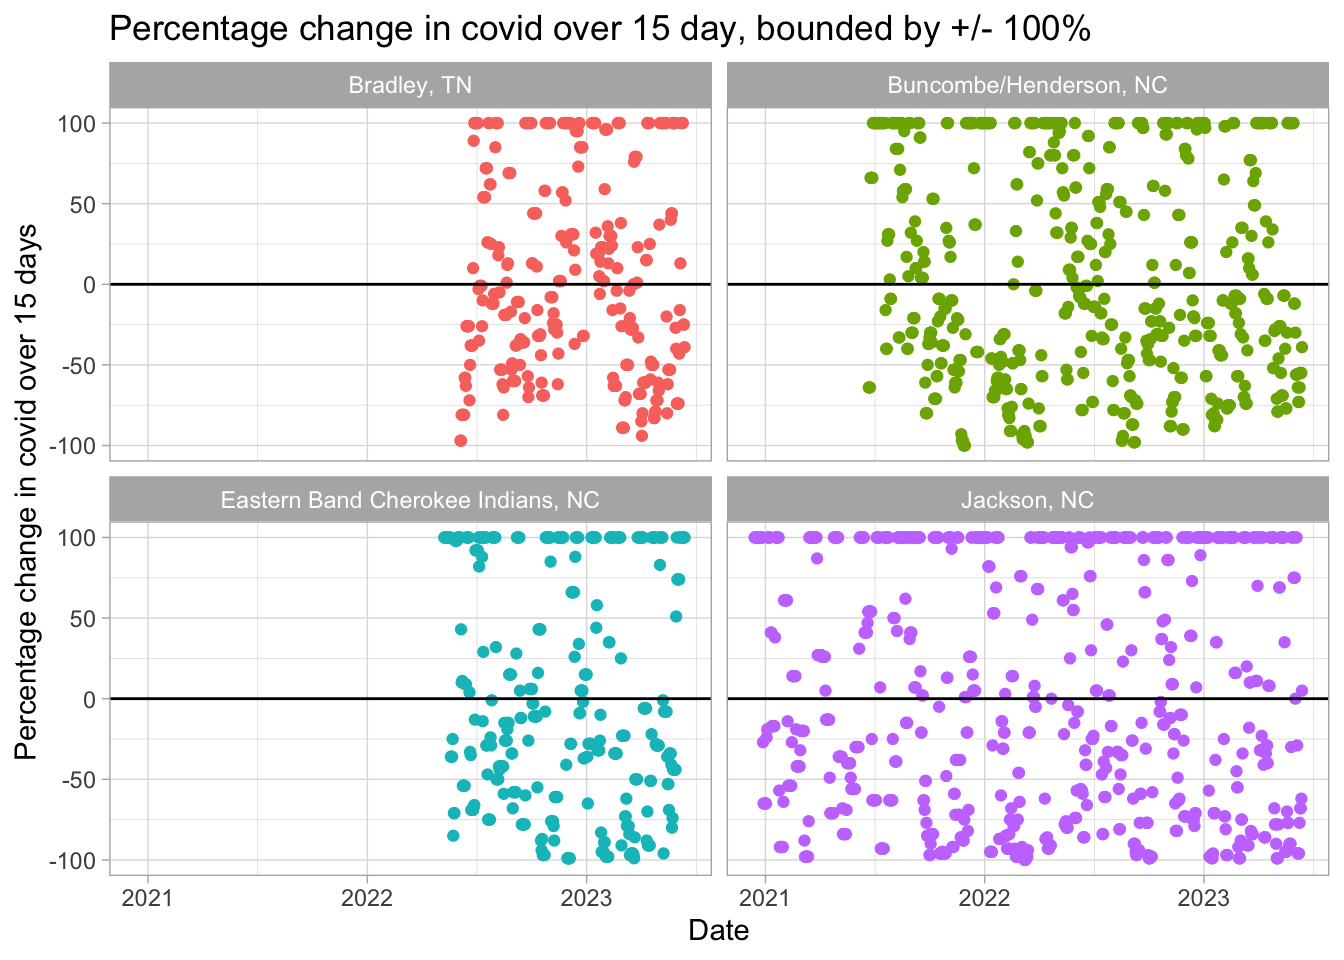 Percentage change in covid over 15 day, bounded by +/- 100%
Bradley, TN
Buncombe/Henderson, NC
100
50
0
-50
-100
Eastern Band Cherokee Indians, NC
Jackson, NC
100
50
0
-50
-100
2021
2022
2023
2021
2022
2023
Date
Percentage change in covid over 15 days